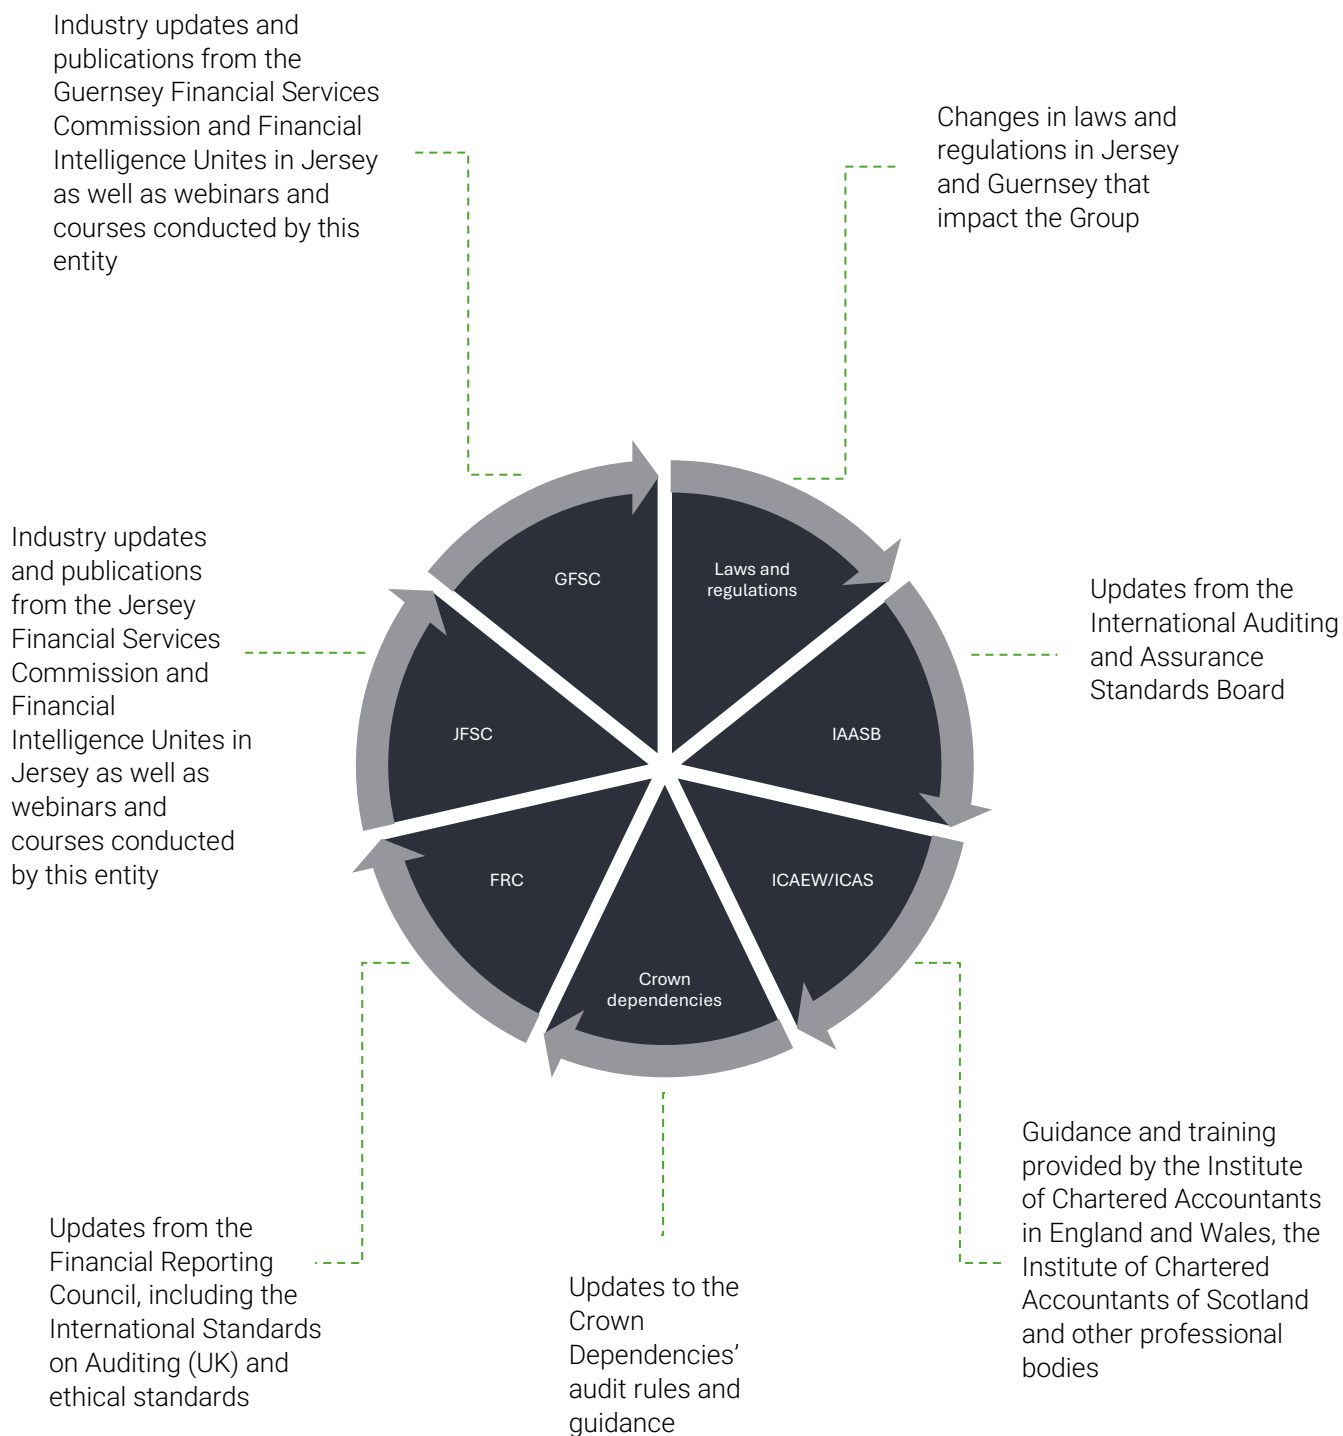 Industry updates and
publications from the
Guernsey Financial Services
Commission and Financial
Intelligence Unites in Jersey
as well as webinars and
courses conducted by this
entity
Changes in laws and
regulations in Jersey
and Guernsey that
impact the Group
Industry updates
and publications
from the Jersey
Financial Services
Commission and
Financial
Intelligence Unites in
Jersey as well as
webinars and
courses conducted
by this entity
GFSC
Laws and
regulations
JFSC
IAASB
FRC
ICAEW/ICAS
Crown
dependencies
Updates from the
International Auditing
and Assurance
Standards Board
Updates from the
Financial Reporting
Council, including the
International Standards
on Auditing (UK) and
ethical standards
Updates to the
Crown
Dependencies’
audit rules and
guidance
Guidance and training
provided by the Institute
of Chartered Accountants
in England and Wales, the
Institute of Chartered
Accountants of Scotland
and other professional
bodies